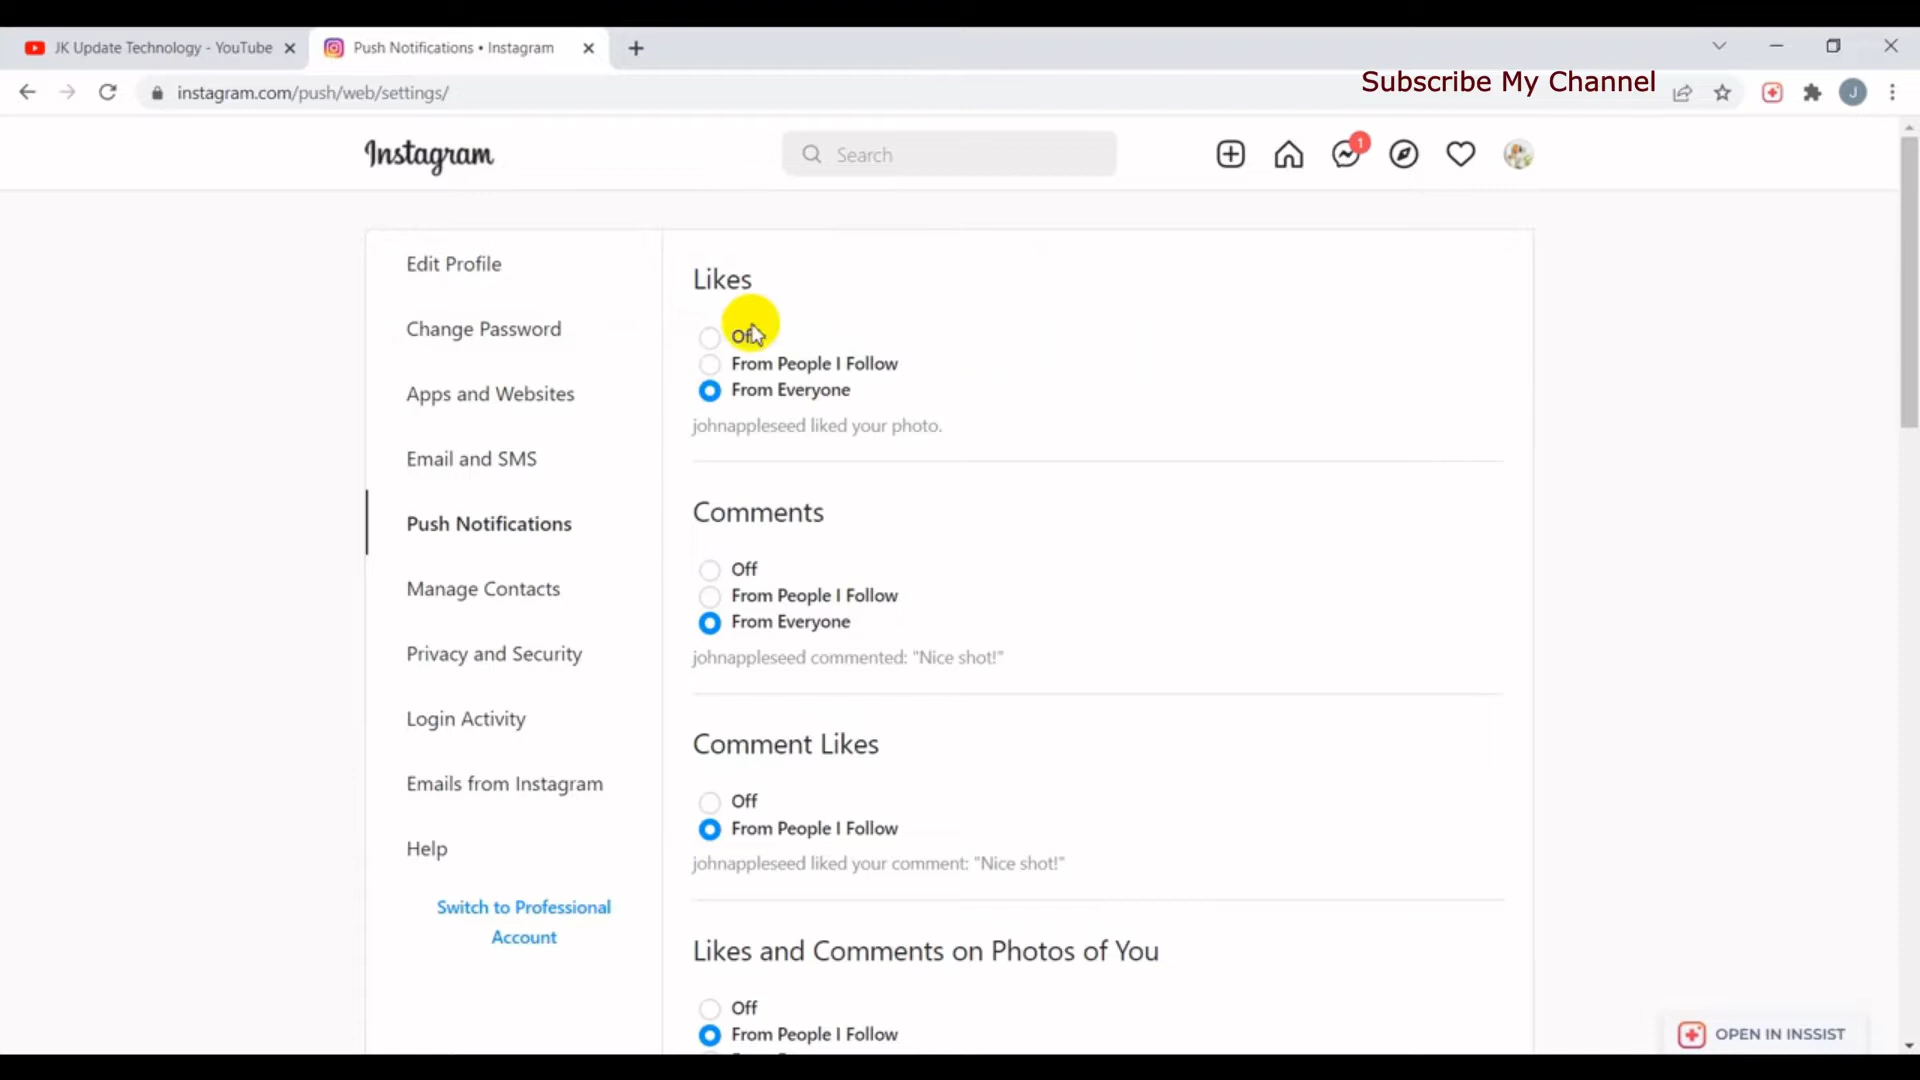 JK Update Technology - YouTube
Push Notifications • Instagram
instagram.com/push/web/settings/
Subscribe My Channel
J
Instagram
Search
1
Edit Profile
Change Password
Apps and Websites
Email and SMS
Push Notifications
Manage Contacts
Privacy and Security
Login Activity
Emails from Instagram
Help
Switch to Professional
Account
Likes
Off
From People I Follow
From Everyone
johnappleseed liked your photo.
Comments
Off
From People I Follow
From Everyone
johnappleseed commented: "Nice shot!"
Comment Likes
Off
From People I Follow
johnappleseed liked your comment: "Nice shot!"
Likes and Comments on Photos of You
Off
From People I Follow
OPEN IN INSSIST